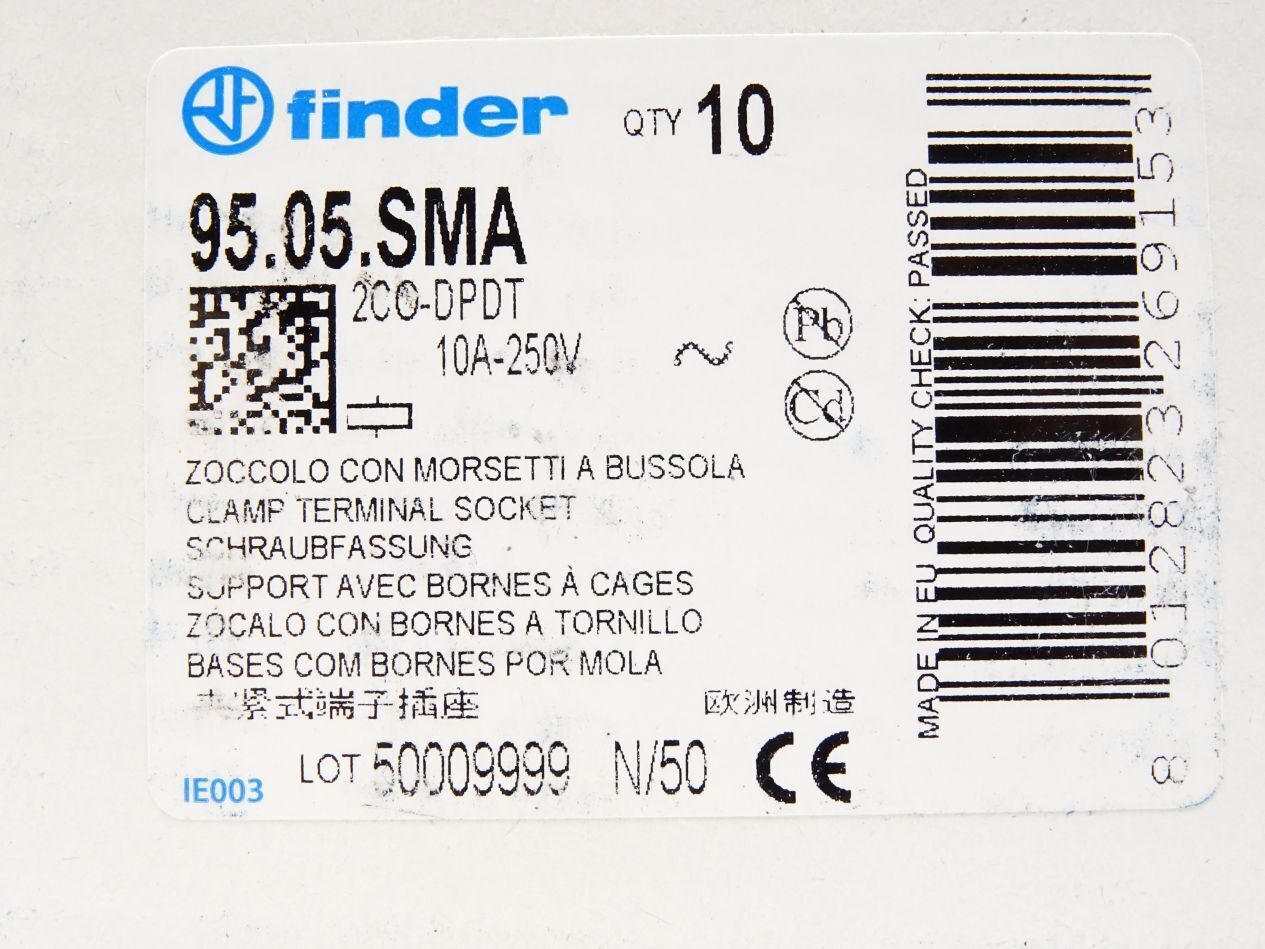 finder
QTY 10
95.05.SMA
2CO-DPDT
10A-250V
Pb
Cd
ZOCCOLO CON MORSETTI A BUSSOLA
CLAMP TERMINAL SOCKET
SCHRAUBFASSUNG
SUPPORT AVEC BORNES À CAGES
ZOCALO CON BORNES A TORNILLO
BASES COM BORNES POR MOLA
夹紧式端子插座 欧洲制造
LOT 50009999 N/50 CE
IE003
MADE IN EU QUALITY CHECK: PASSED
8 012823 269153